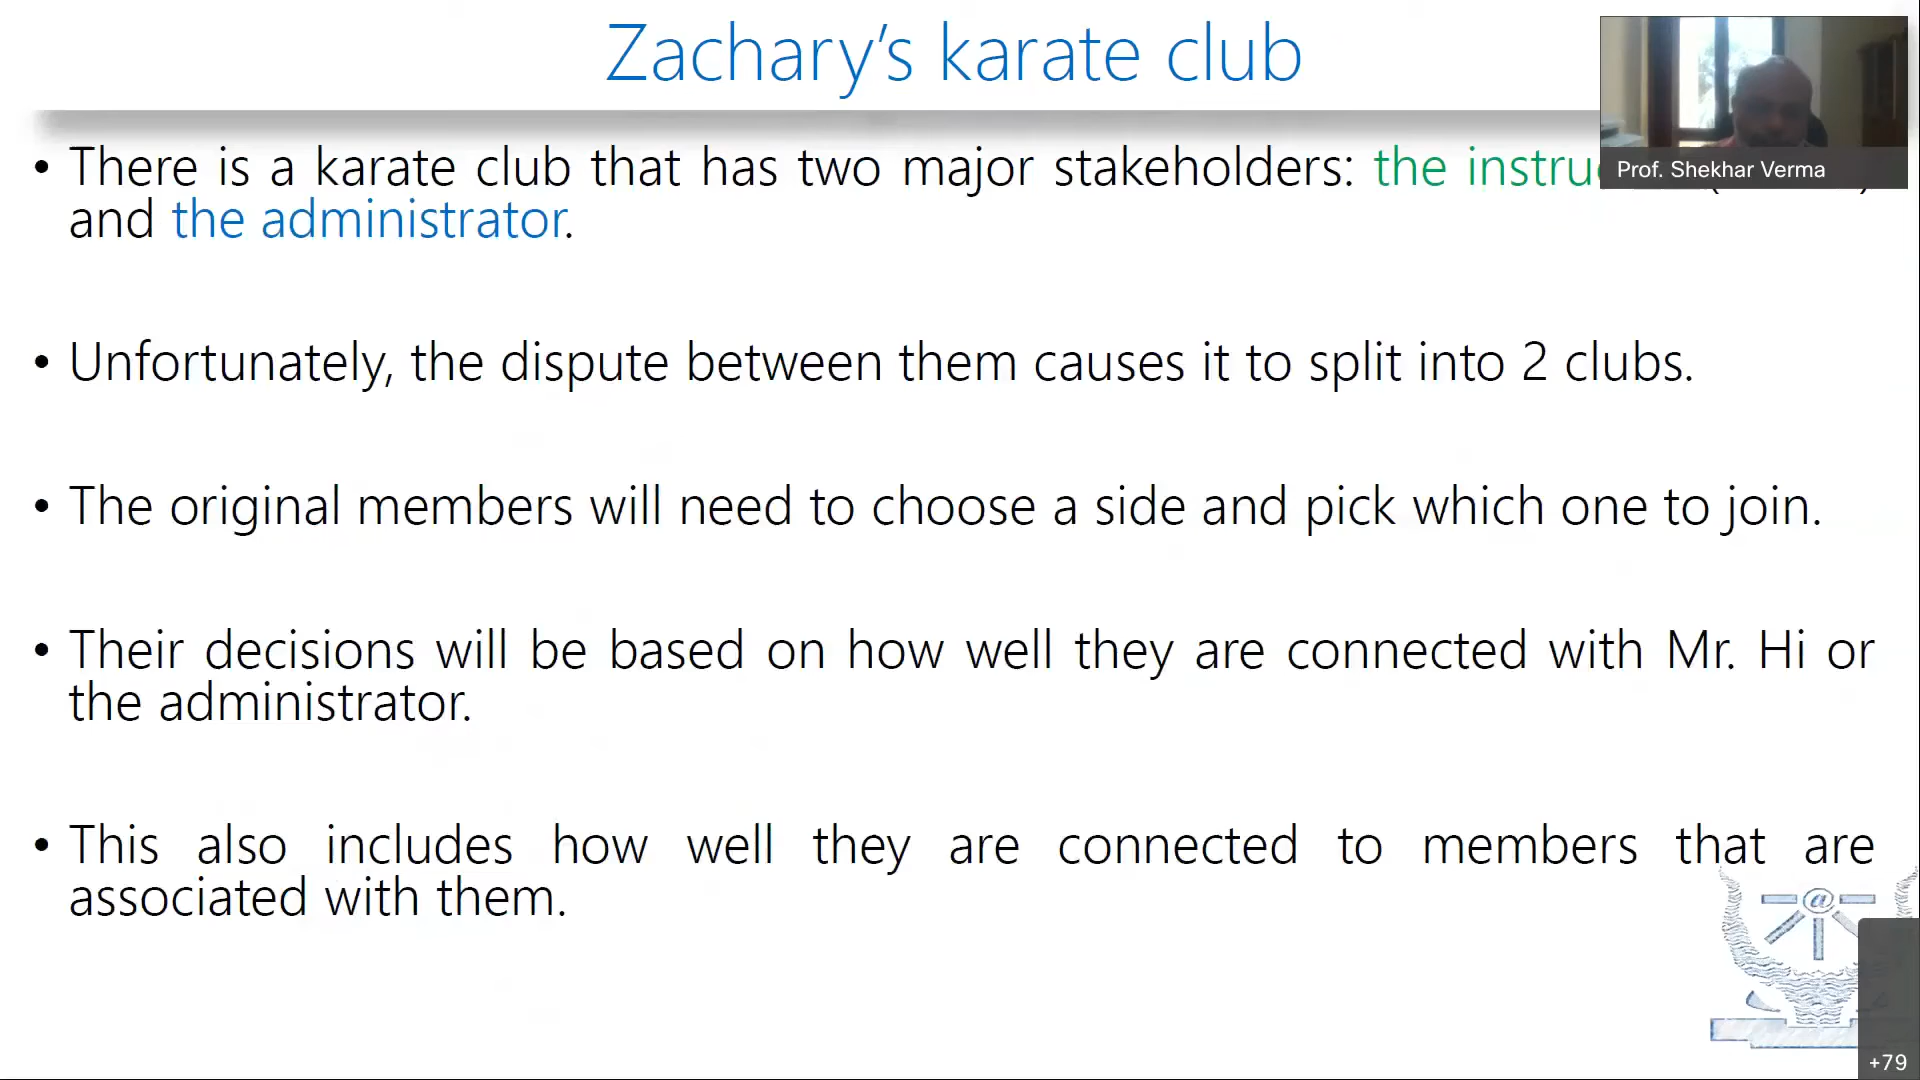 Zachary's karate club
• There is a karate club that has two major stakeholders: the
and the administrator.
• Unfortunately, the dispute between them causes it to split into 2 clubs.
• The original members will need to choose a side and pick which one to join.
• Their decisions will be based on how well they are connected with Mr. Hi or
the administrator.
• This also includes how well they are connected to members that are
associated with them.
Prof. Shekhar Verma
@
+79